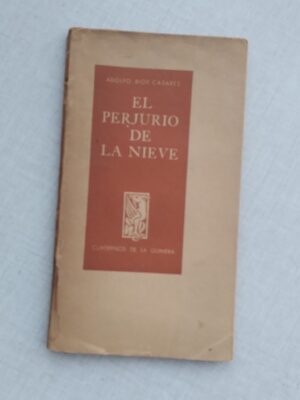 ADOLFO BIOY CASARES
EL
PERJURIO
DE
LA NIEVE
CUADERNOS DE LA QUIMERA